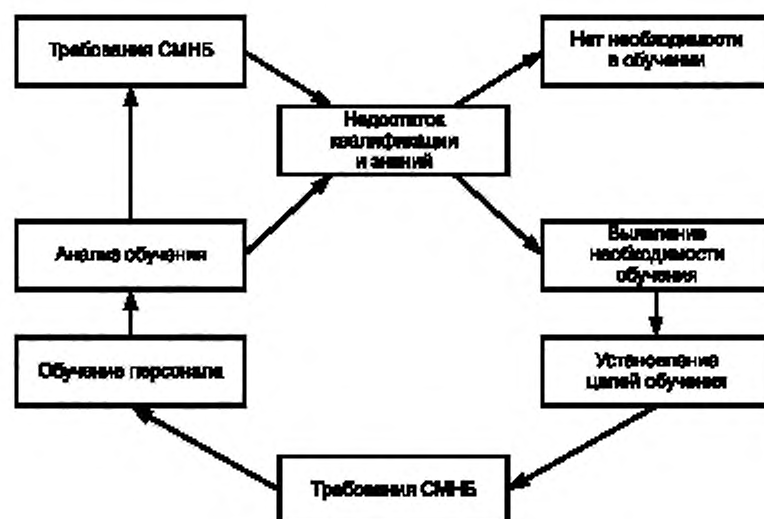 Требования СМНБ
Нет необходимости
в обучении
Недостаток
квалификации
и знаний
Анализ обучения
Выявление
необходимости
обучения
Обучение персонала
Установление
целей обучения
Требования СМНБ